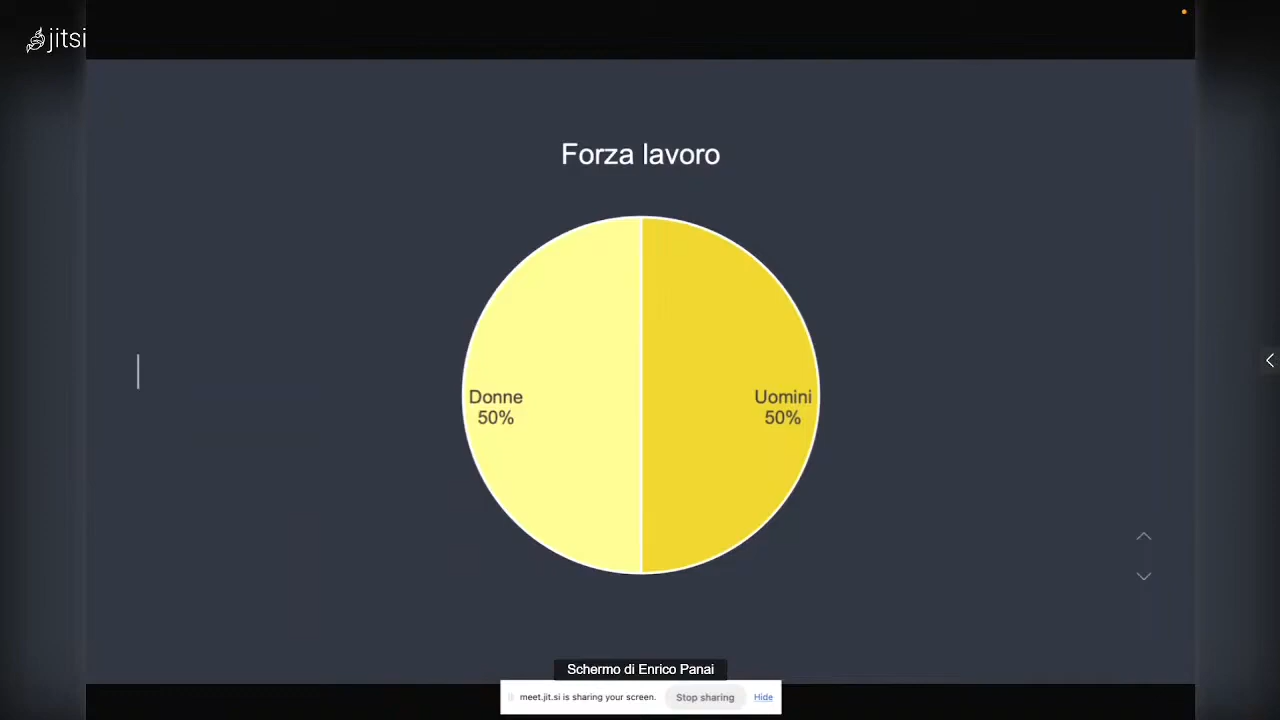 jitsi
Forza lavoro
Donne
50%
Uomini
50%
Schermo di Enrico Panai
meet.jit.si is sharing your screen.
Stop sharing
Hide